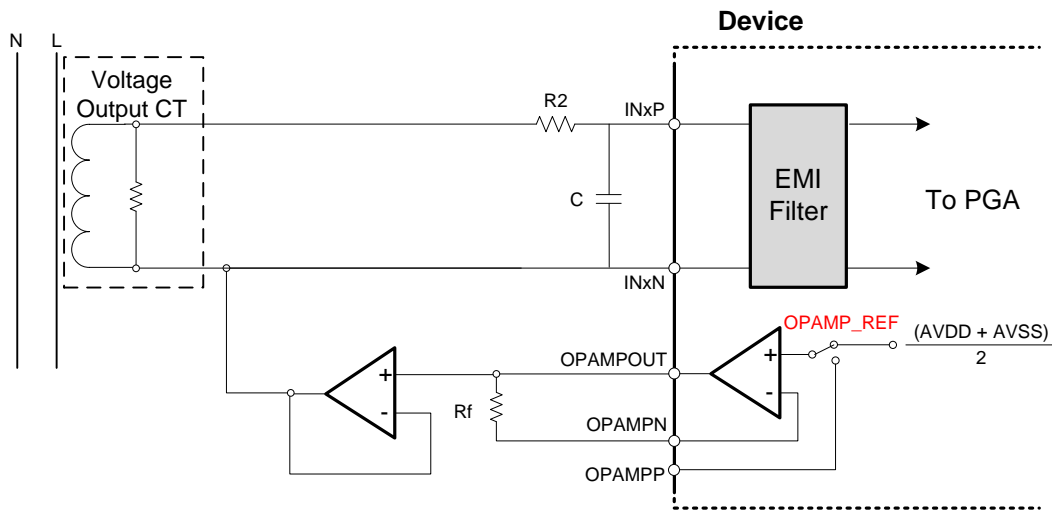 Device
N
L
Voltage
Output CT
R2
INxP
EMI
Filter
To PGA
C
INxN
OPAMP_REF
(AVDD + AVSS)
2
OPAMPOUT
+
-
+
-
Rf
OPAMPN
OPAMPP